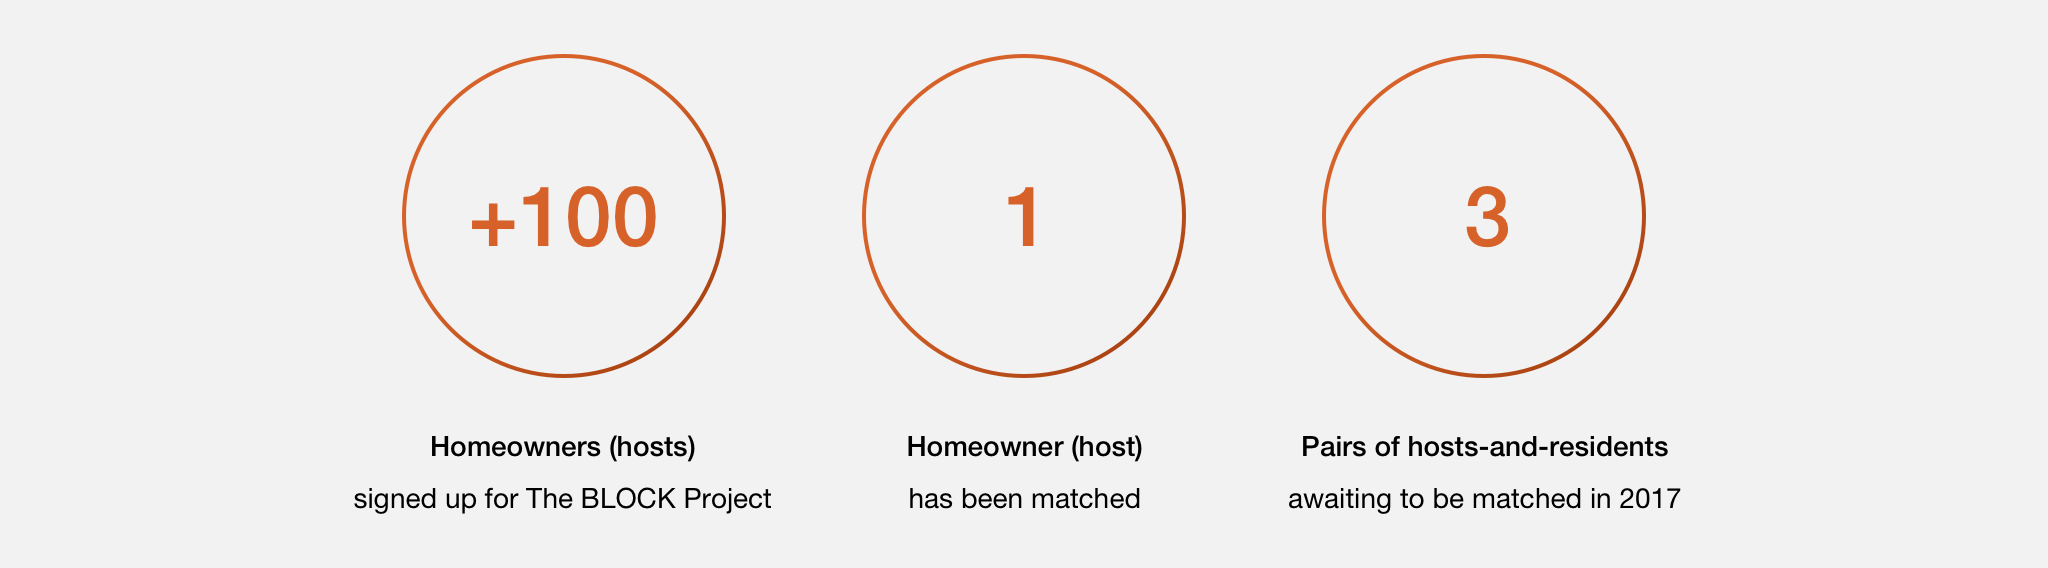 +100
Homeowners (hosts)
signed up for The BLOCK Project
1
Homeowner (host)
has been matched
3
Pairs of hosts-and-residents
awaiting to be matched in 2017